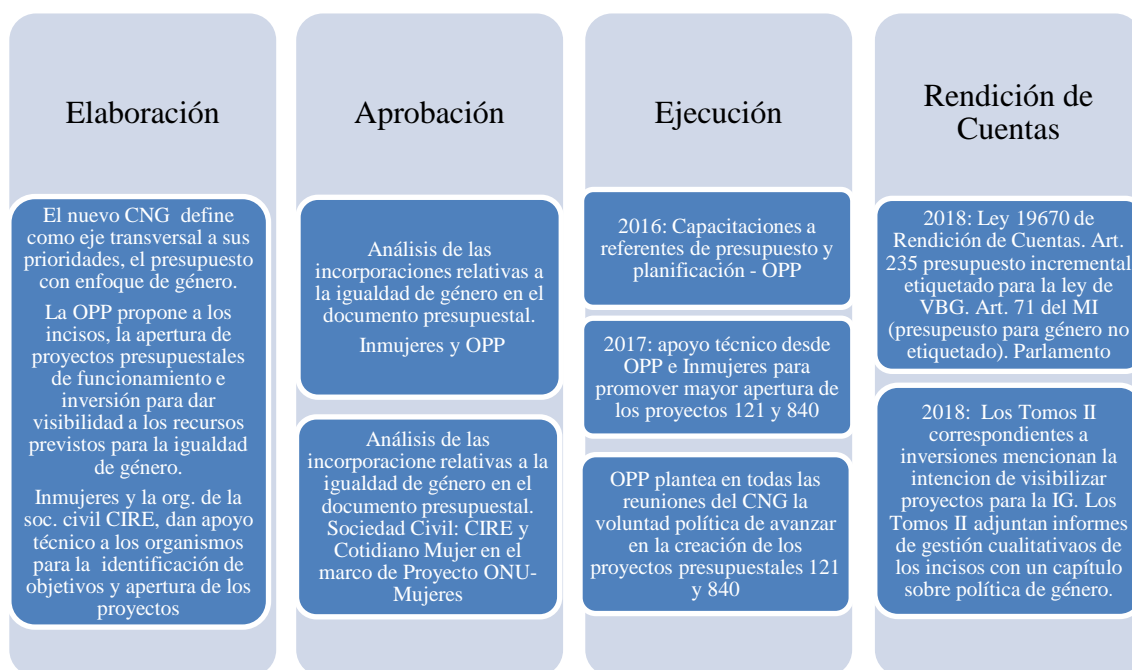 Elaboración
El nuevo CNG define
como eje transversal a sus
prioridades, el presupuesto
con enfoque de género.
La OPP propone a los
incisos, la apertura de
proyectos presupuestales
de funcionamiento e
inversión para dar
visibilidad a los recursos
previstos para la igualdad
de género.
Inmujeres y la org. de la
soc. civil CIRE, dan apoyo
técnico a los organismos
para la identificación de
objetivos y apertura de los
proyectos
Aprobación
Análisis de las
incorporaciones relativas a
la igualdad de género en el
documento presupuestal.
Inmujeres y OPP
Análisis de las
incorporacione relativas a la
igualdad de género en el
documento presupuestal.
Sociedad Civil: CIRE y
Cotidiano Mujer en el
marco de Proyecto ONU-
Mujeres
Ejecución
2016: Capacitaciones a
referentes de presupuesto y
planificación - OPP
2017: apoyo técnico desde
OPP e Inmujeres para
promover mayor apertura de
los proyectos 121 y 840
OPP plantea en todas las
reuniones del CNG la
voluntad política de avanzar
en la creación de los
proyectos presupuestales 121
y 840
Rendición de
Cuentas
2018: Ley 19670 de
Rendición de Cuentas. Art.
235 presupuesto incremental
etiquetado para la ley de
VBG. Art. 71 del MI
(presupeusto para género no
etiquetado). Parlamento
2018: Los Tomos II
correspondientes a
inversiones mencionan la
intencion de visibilizar
proyectos para la IG. Los
Tomos II adjuntan informes
de gestión cualitativaos de
los incisos con un capítulo
sobre política de género.